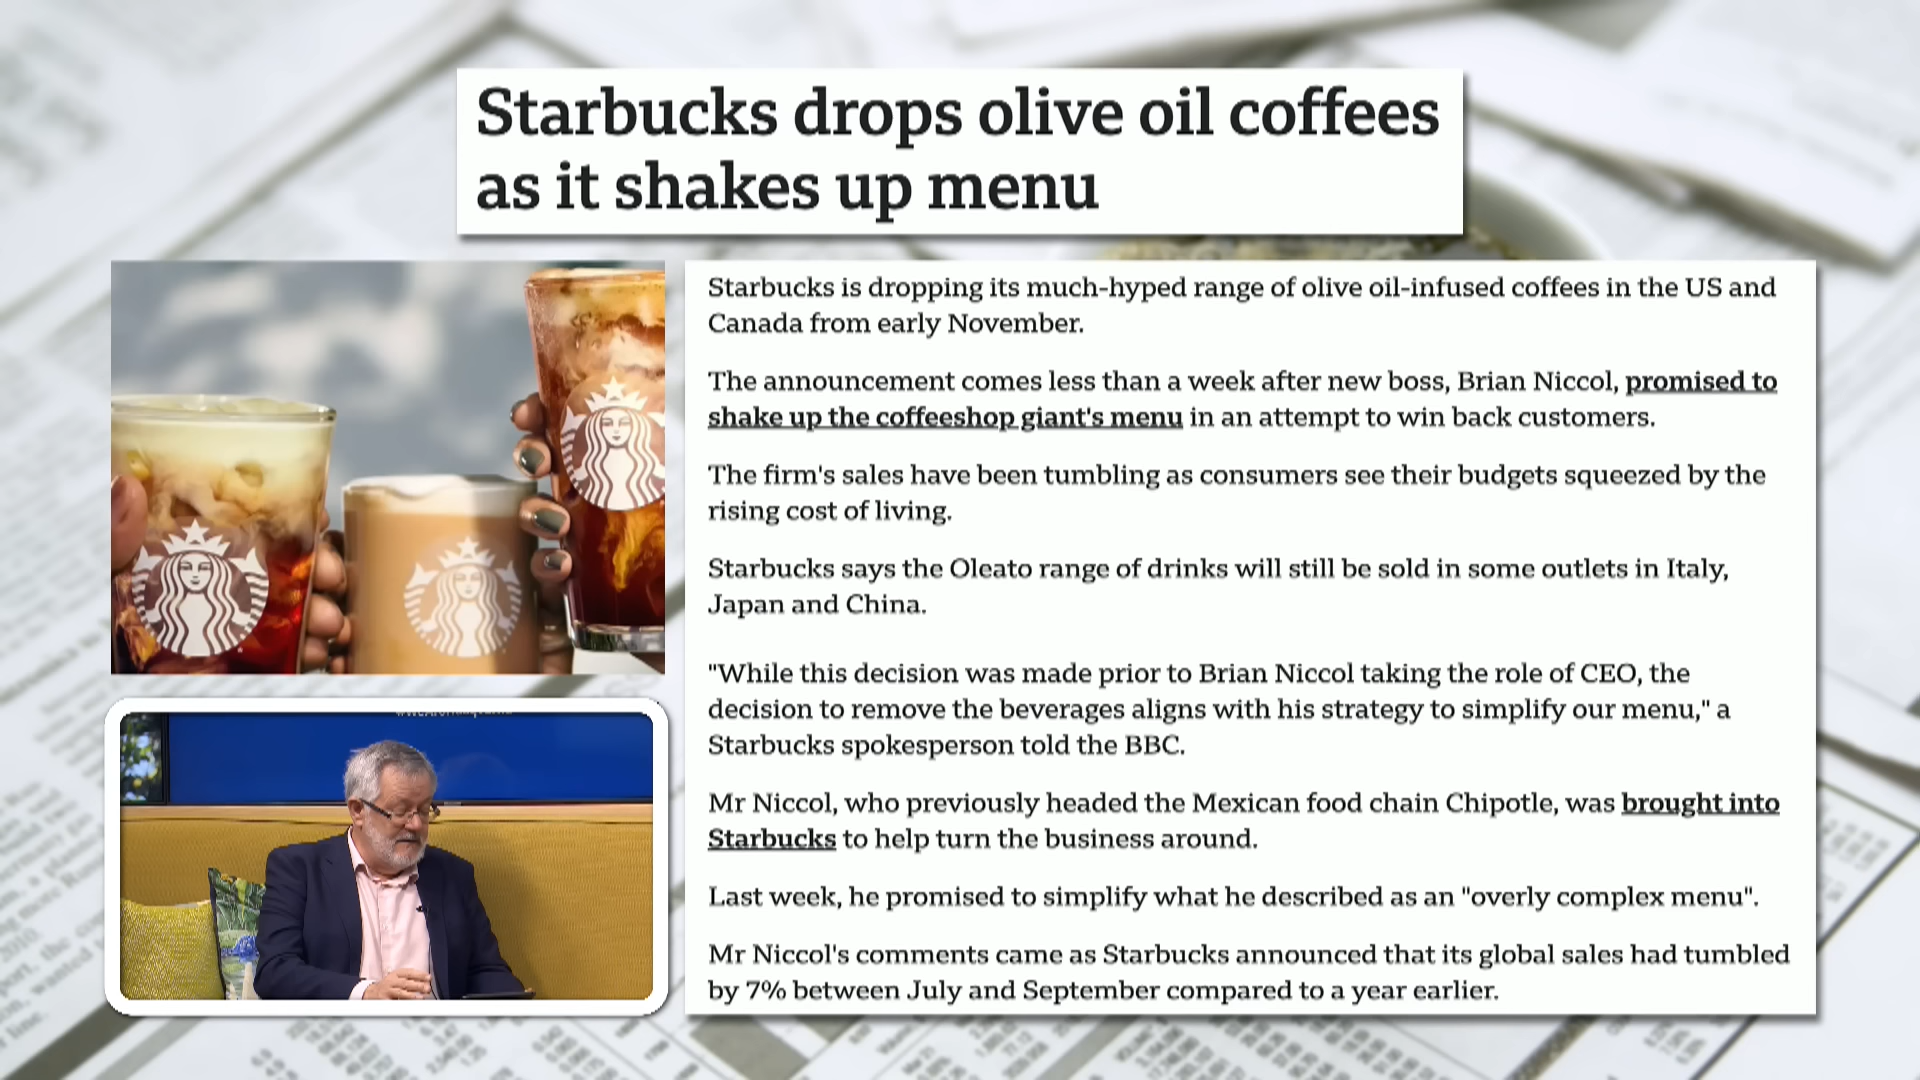 Starbucks drops olive oil coffees
as it shakes up menu
Starbucks is dropping its much-hyped range of olive oil-infused coffees in the US and
Canada from early November.
The announcement comes less than a week after new boss, Brian Niccol, promised to
shake up the coffeeshop giant's menu in an attempt to win back customers.
The firm's sales have been tumbling as consumers see their budgets squeezed by the
rising cost of living.
Starbucks says the Oleato range of drinks will still be sold in some outlets in Italy,
Japan and China.
"While this decision was made prior to Brian Niccol taking the role of CEO, the
decision to remove the beverages aligns with his strategy to simplify our menu," a
Starbucks spokesperson told the BBC.
Mr Niccol, who previously headed the Mexican food chain Chipotle, was brought into
Starbucks to help turn the business around.
Last week, he promised to simplify what he described as an "overly complex menu".
Mr Niccol's comments came as Starbucks announced that its global sales had tumbled
by 7% between July and September compared to a year earlier.